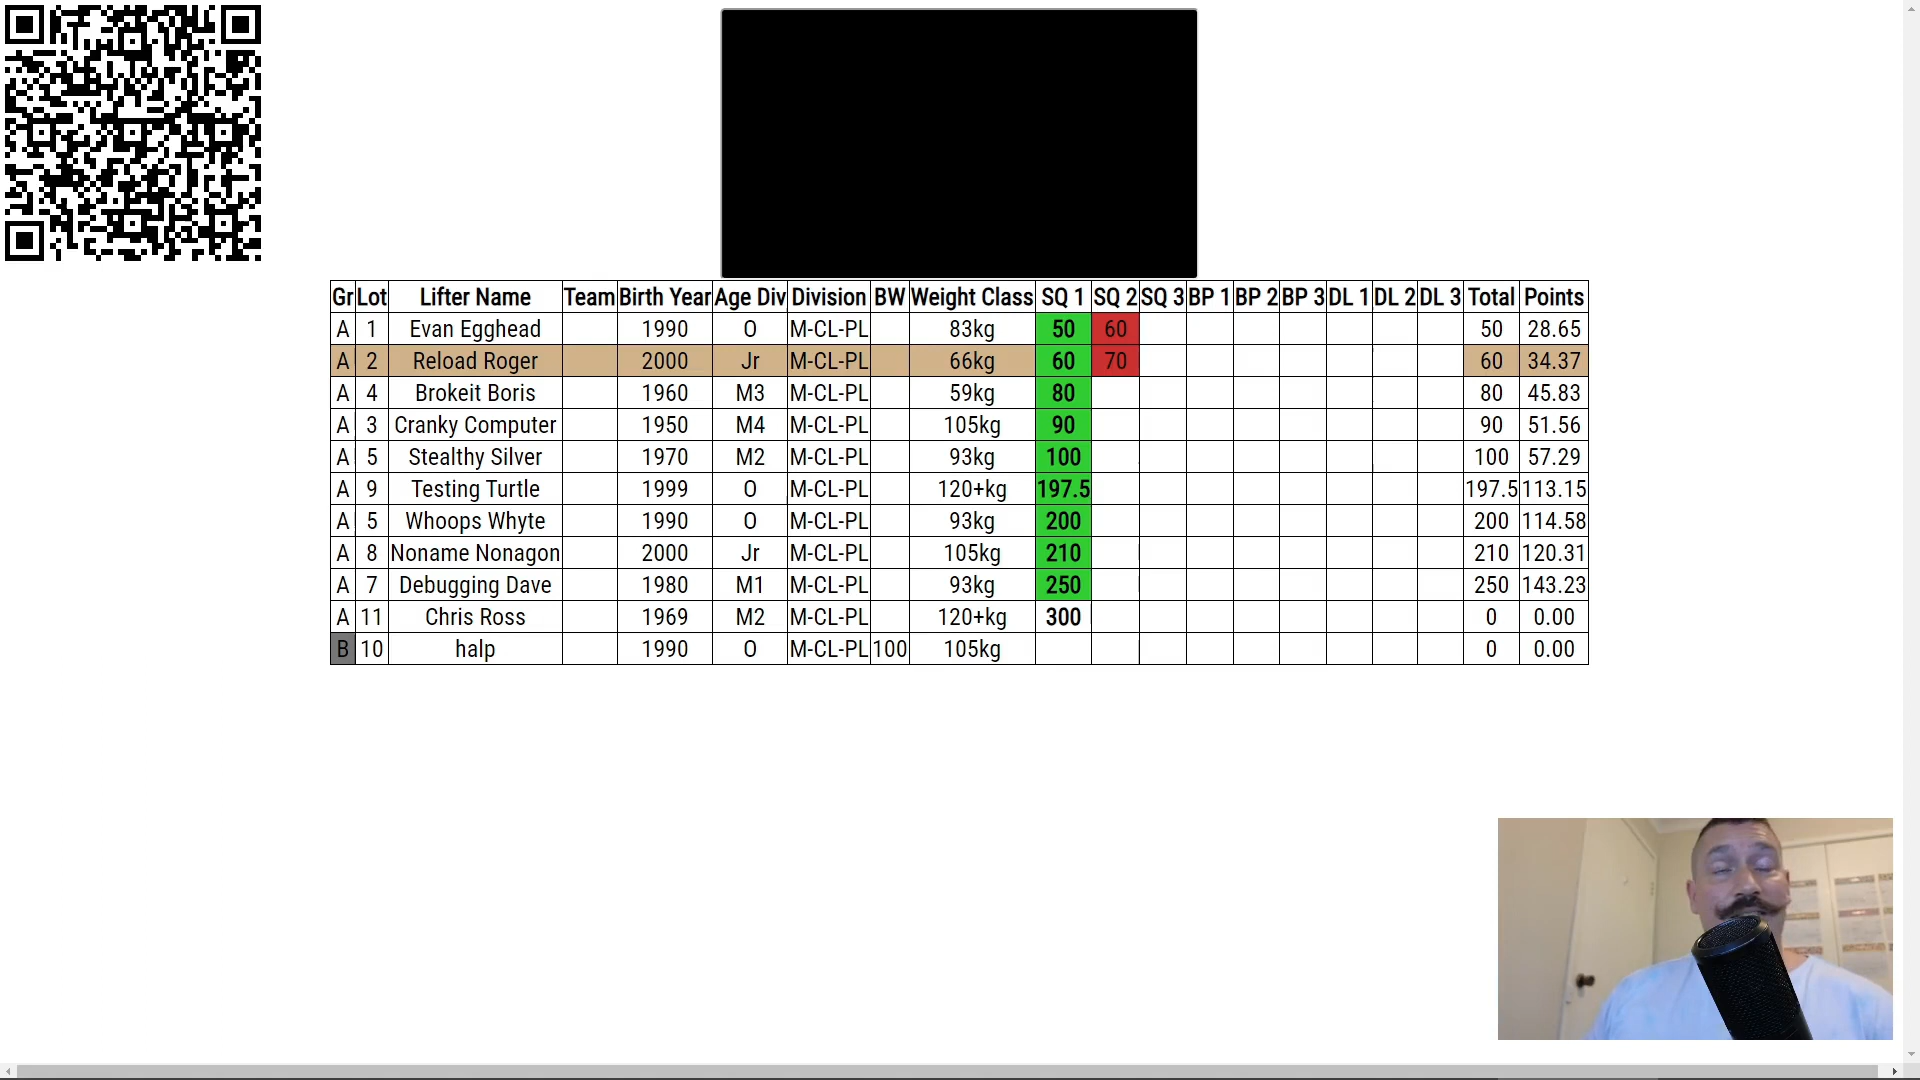 Gr Lot Lifter Name Team Birth Year Age Div Division BW Weight Class SQ 1 SQ 2 SQ 3 BP 1 BP 2 BP 3 DL 1 DL 2 DL 3 Total Points
A 1 Evan Egghead 1990 O M-CL-PL 83kg 50 60 50 28.65
A 2 Reload Roger 2000 Jr M-CL-PL 66kg 60 70 60 34.37
A 4 Brokeit Boris 1960 M3 M-CL-PL 59kg 80 80 45.83
A 3 Cranky Computer 1950 M4 M-CL-PL 105kg 90 90 51.56
A 5 Stealthy Silver 1970 M2 M-CL-PL 93kg 100 100 57.29
A 9 Testing Turtle 1999 O M-CL-PL 120+kg 197.5 197.5 113.15
A 5 Whoops Whyte 1990 O M-CL-PL 93kg 200 200 114.58
A 8 Noname Nonagon 2000 Jr M-CL-PL 105kg 210 210 120.31
A 7 Debugging Dave 1980 M1 M-CL-PL 93kg 250 250 143.23
A 11 Chris Ross 1969 M2 M-CL-PL 120+kg 300 0 0.00
B 10 halp 1990 O M-CL-PL 100 105kg 0 0.00